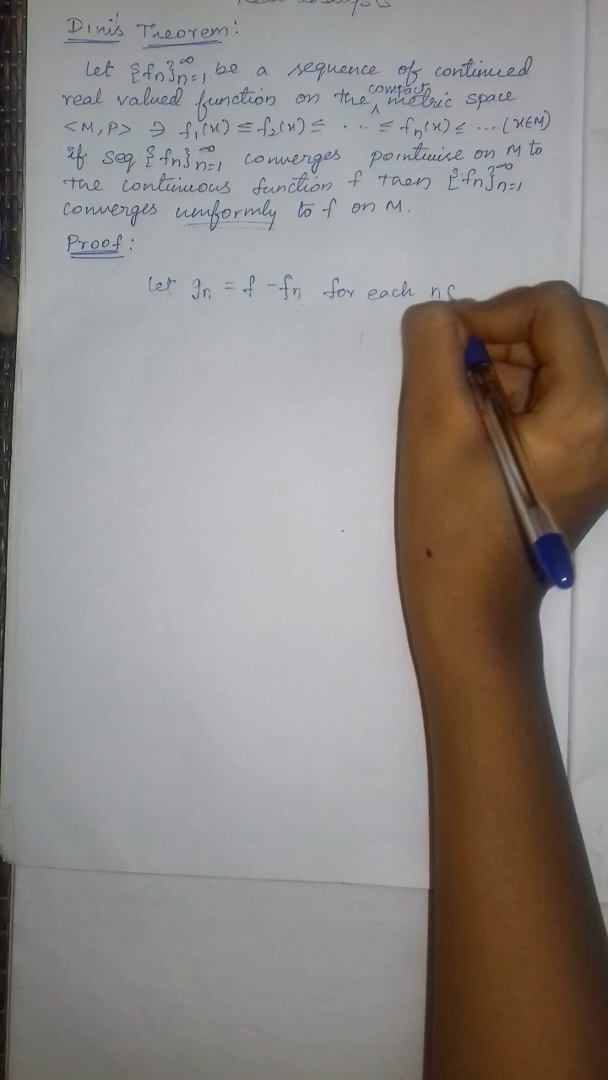 Real Analysis
Dini's Theorem:
Let {fn}∞n=1 be a sequence of continued
real valued function on the compact metric space
<M, P> ∋ f1(x) ≤ f2(x) ≤ ... ≤ fn(x) ≤ .... (x∈M)
if seq {fn}∞n=1 converges pointwise on M to
the continuous function f then {fn}∞n=1
converges uniformly to f on M.
Proof:
Let gn = f - fn for each n